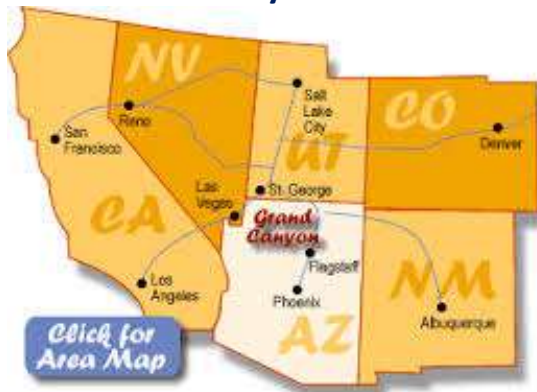 NV
Reno
San
Francisco
Salt
Lake
City
UT
CO
Denver
Las
Vegas
St. George
CA
Grand
Canyon
Los
Angeles
Flagstaff
Phoenix
AZ
NM
Albuquerque
Click for
Area Map